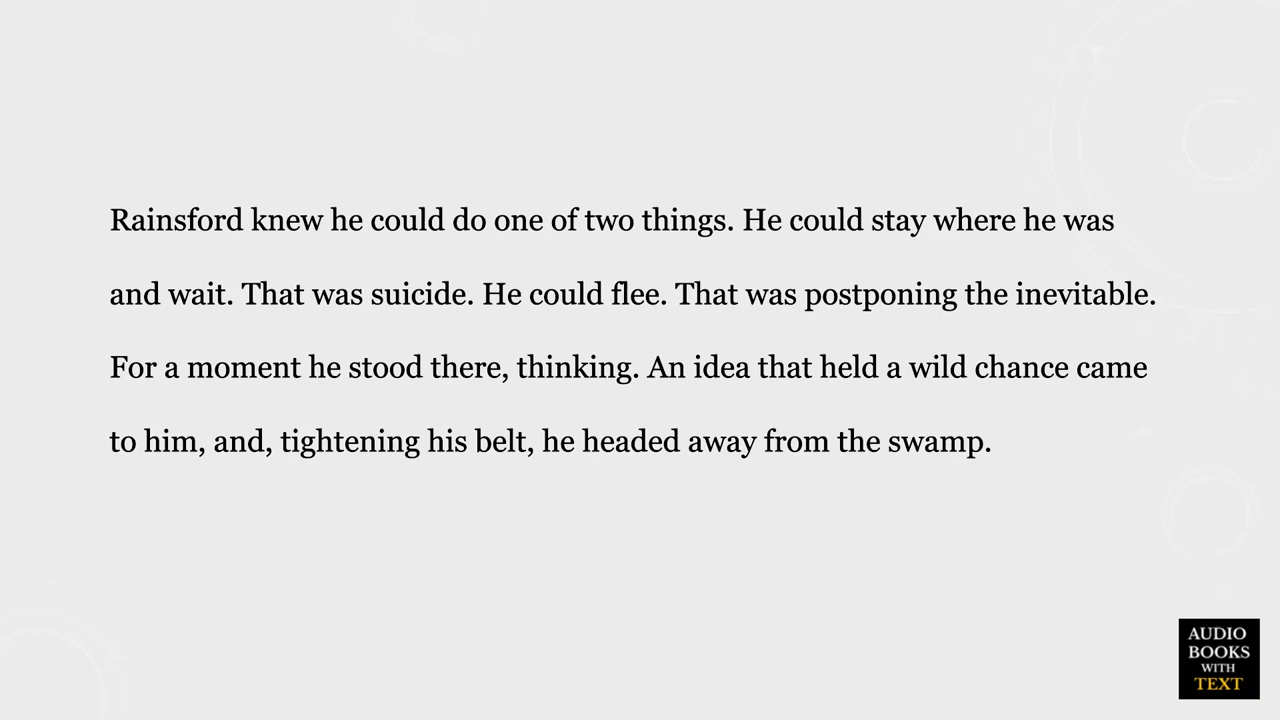 Rainsford knew he could do one of two things. He could stay where he was
and wait. That was suicide. He could flee. That was postponing the inevitable.
For a moment he stood there, thinking. An idea that held a wild chance came
to him, and, tightening his belt, he headed away from the swamp.
AUDIO
BOOKS
WITH
TEXT